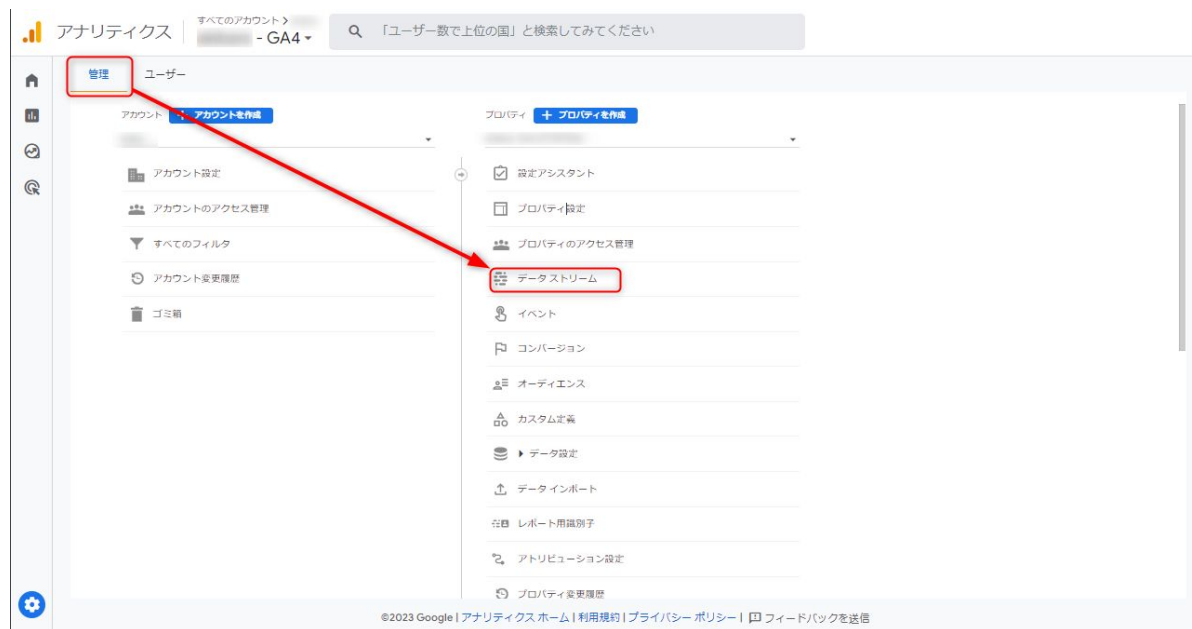 アナリティクス
すべてのアカウント >
- GA4
「ユーザー数で上位の国」と検索してみてください
管理 ユーザー
アカウント + アカウントを作成
アカウント設定
アカウントのアクセス管理
すべてのフィルタ
アカウント変更履歴
ゴミ箱
プロパティ + プロパティを作成
設定アシスタント
プロパティ設定
プロパティのアクセス管理
データ ストリーム
イベント
コンバージョン
オーディエンス
カスタム定義
データ設定
データ インポート
レポート用識別子
アトリビューション設定
プロパティ変更履歴
©2023 Google | アナリティクス ホーム | 利用規約 | プライバシー ポリシー | フィードバックを送信